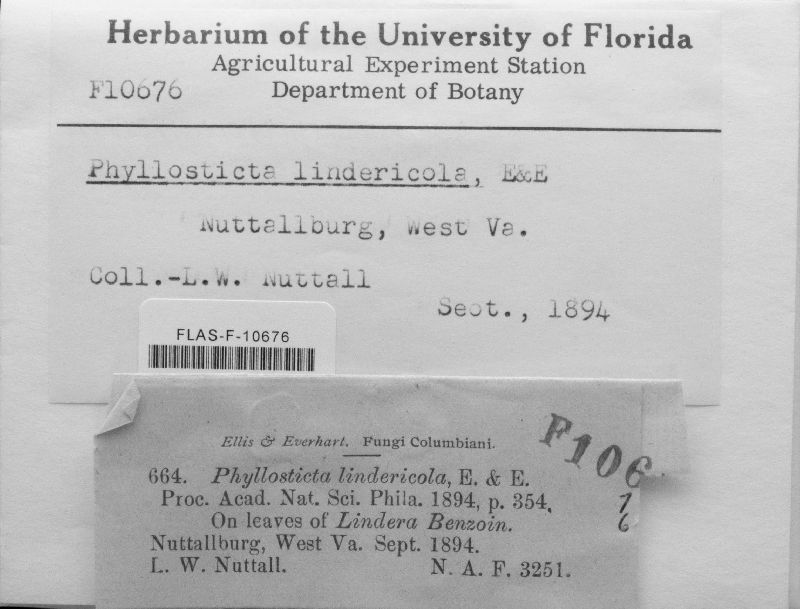 Herbarium of the University of Florida
Agricultural Experiment Station
F10676 Department of Botany
Phyllosticta lindericola, E&E
Nuttallburg, West Va.
Coll.-L.W. Nuttall
Sept., 1894
FLAS-F-10676
Ellis & Everhart. Fungi Columbiani.
F106
7
6
664. Phyllosticta lindericola, E. & E.
Proc. Acad. Nat. Sci. Phila. 1894, p. 354.
On leaves of Lindera Benzoin.
Nuttallburg, West Va. Sept. 1894.
L. W. Nuttall. N. A. F. 3251.